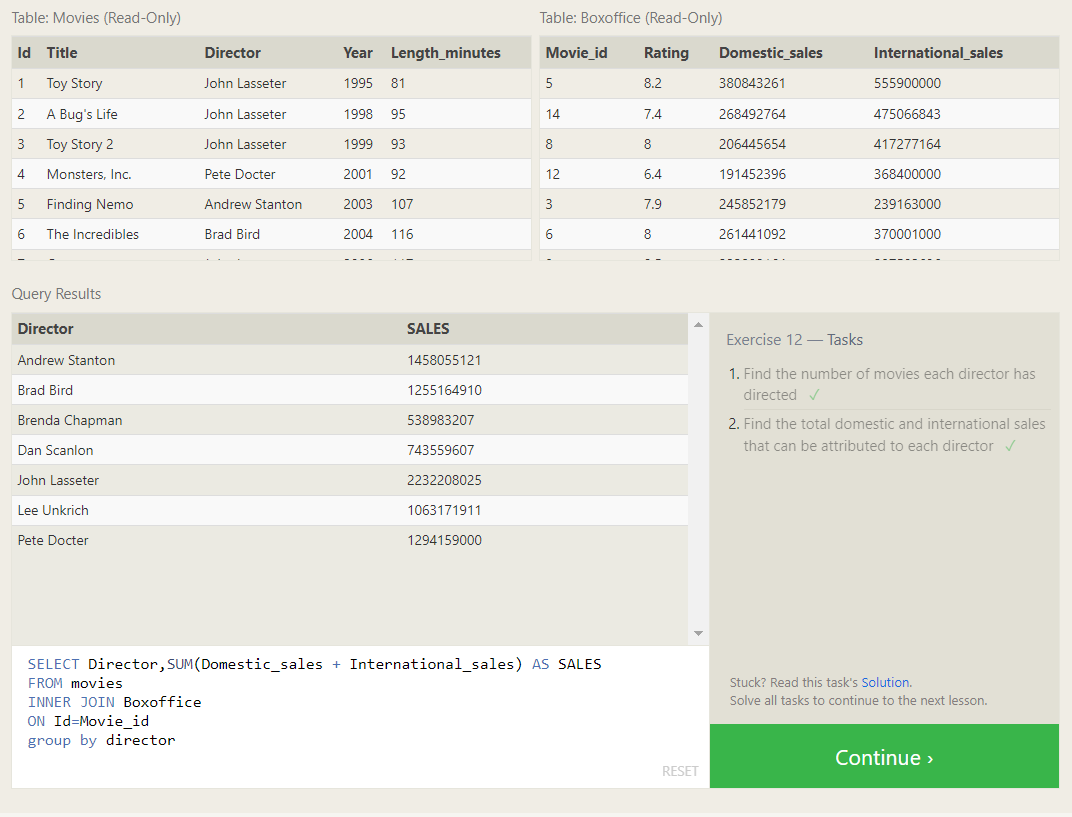 Table: Movies (Read-Only)
Id Title Director Year Length_minutes
1 Toy Story John Lasseter 1995 81
2 A Bug's Life John Lasseter 1998 95
3 Toy Story 2 John Lasseter 1999 93
4 Monsters, Inc. Pete Docter 2001 92
5 Finding Nemo Andrew Stanton 2003 107
6 The Incredibles Brad Bird 2004 116
Table: Boxoffice (Read-Only)
Movie_id Rating Domestic_sales International_sales
5 8.2 380843261 555900000
14 7.4 268492764 475066843
8 8 206445654 417277164
12 6.4 191452396 368400000
3 7.9 245852179 239163000
6 8 261441092 370001000
Query Results
Director SALES
Andrew Stanton 1458055121
Brad Bird 1255164910
Brenda Chapman 538983207
Dan Scanlon 743559607
John Lasseter 2232208025
Lee Unkrich 1063171911
Pete Docter 1294159000
SELECT Director,SUM(Domestic_sales + International_sales) AS SALES
FROM movies
INNER JOIN Boxoffice
ON Id=Movie_id
group by director
RESET
Exercise 12 — Tasks
1. Find the number of movies each director has
directed ✓
2. Find the total domestic and international sales
that can be attributed to each director ✓
Stuck? Read this task's Solution.
Solve all tasks to continue to the next lesson.
Continue ›